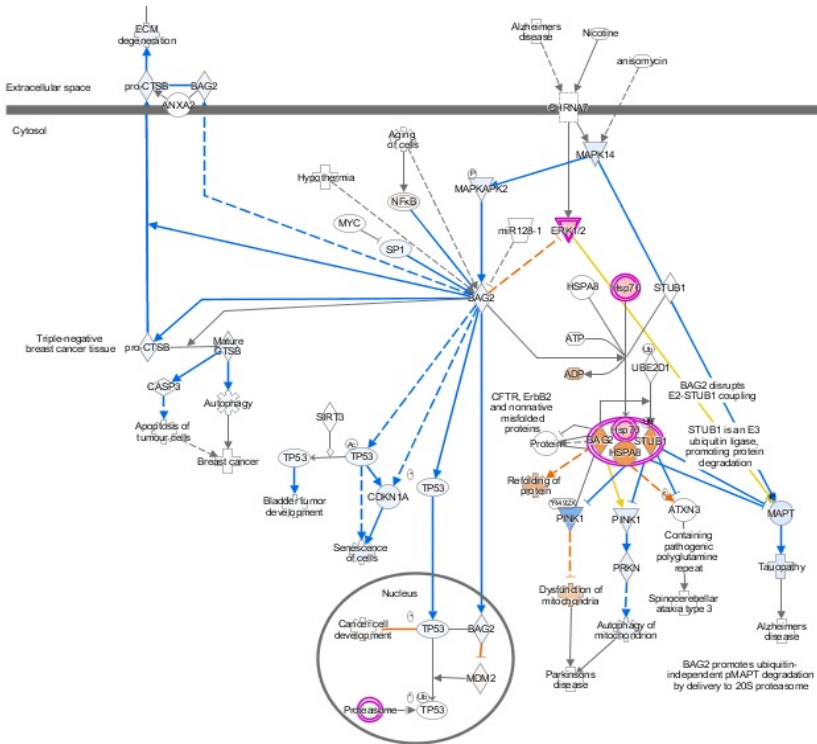 ECM
degeneration
Alzheimers
disease
Nicotine
anisomycin
pro-CTSB
BAG2
Extracellular space
ANXA2
CHRNA7
Cytosol
Aging
of cells
MAPK14
Hypothermia
P
MAPKAPK2
NFκB
MYC
SP1
miR128-1
ERK1/2
BAG2
HSPA8
Hsp70
STUB1
ATP
Triple-negative
breast cancer tissue
pro-CTSB
Mature
CTSB
Ub
UBE2D1
ADP
CASP3
BAG2 disrupts
E2-STUB1 coupling
CFTR, ErbB2
and nonnative
misfolded
proteins
Autophagy
SIRT3
Apoptosis of
tumour cells
Hsp70
STUB1 is an E3
ubiquitin ligase,
promoting protein
degradation
Protein
BAG2
STUB1
HSPA8
Breast cancer
Ac
TP53
TP53
Refolding of
protein
CDKN1A
TP53
Bladder tumor
development
PINK1
PINK1
ATXN3
MAPT
Senescence
of cells
Containing
pathogenic
polyglutamine
repeat
PRKN
Tauopathy
Dysfunction of
mitochondria
Nucleus
Spinocerebellar
ataxia type 3
Cancer cell
development
TP53
BAG2
Autophagy of
mitochondrion
Alzheimers
disease
MDM2
Parkinsons
disease
BAG2 promotes ubiquitin-
independent pMAPT degradation
by delivery to 20S proteasome
Proteasome
Ub
TP53